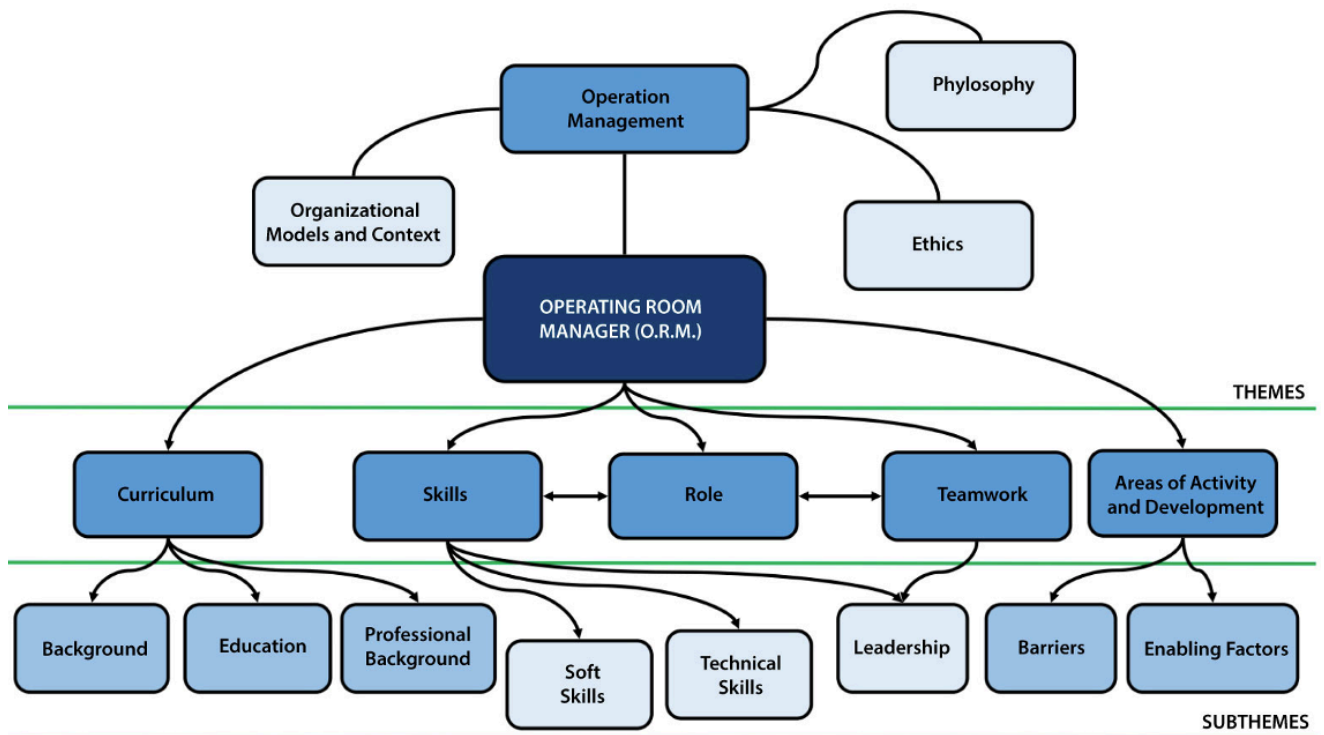 Phylosophy
Operation
Management
Organizational
Models and Context
Ethics
OPERATING ROOM
MANAGER (O.R.M.)
THEMES
Curriculum
Skills
Role
Teamwork
Areas of Activity
and Development
Background
Education
Professional
Background
Soft
Skills
Technical
Skills
Leadership
Barriers
Enabling Factors
SUBTHEMES